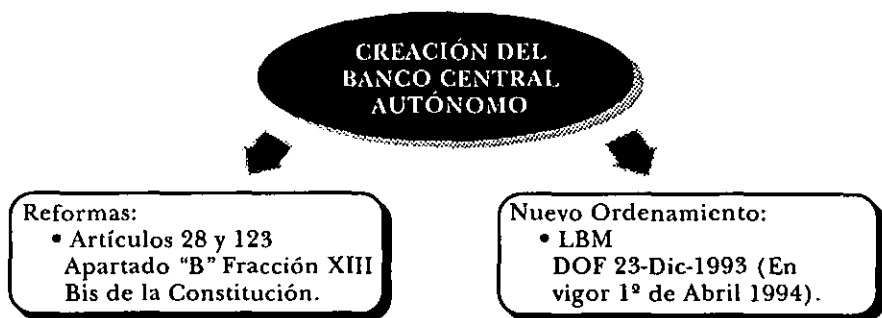 CREACIÓN DEL
BANCO CENTRAL
AUTÓNOMO
Reformas:
• Artículos 28 y 123
Apartado "B" Fracción XIII
Bis de la Constitución.
Nuevo Ordenamiento:
• LBM
DOF 23-Dic-1993 (En
vigor 1º de Abril 1994).